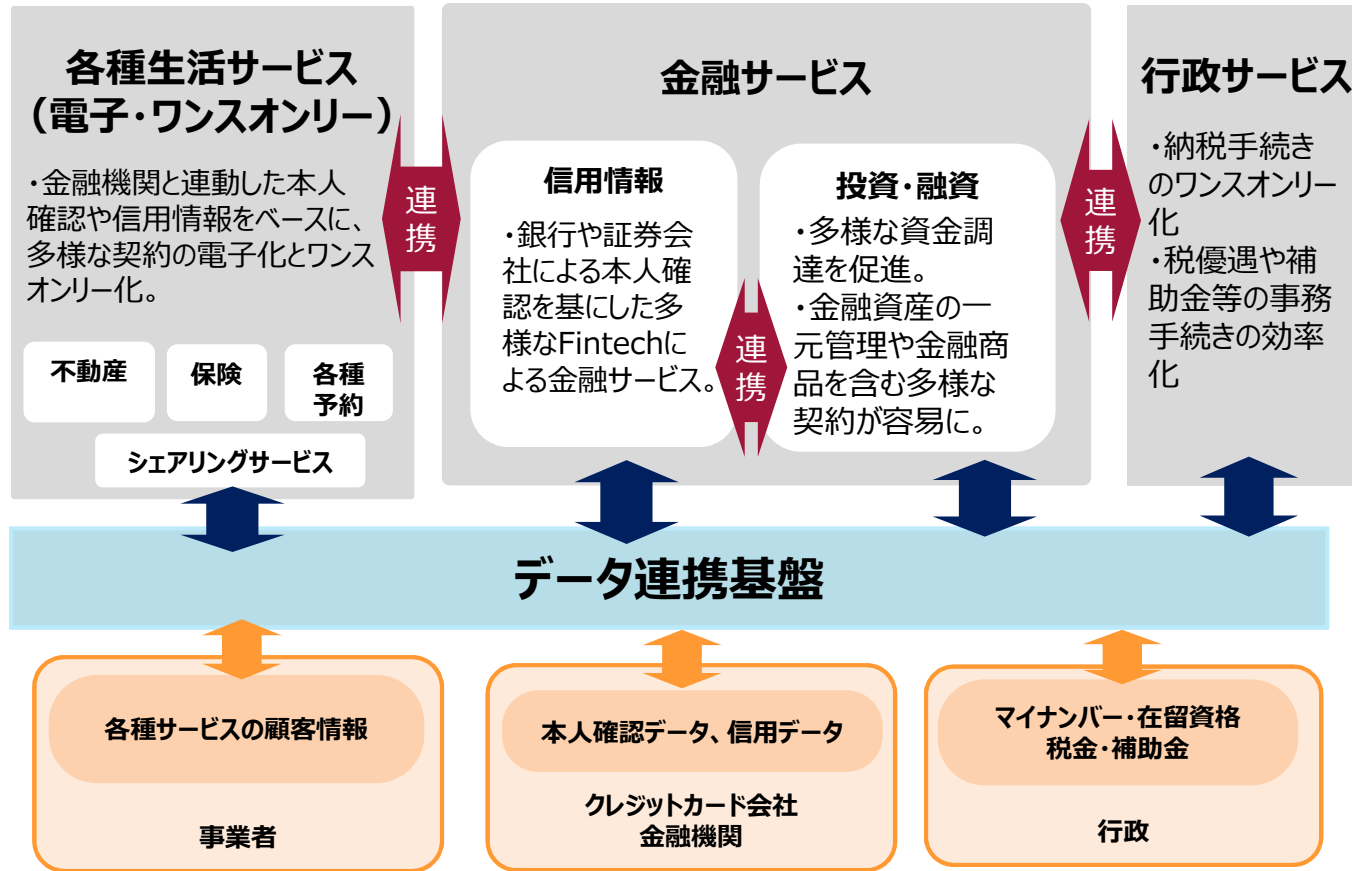 各種生活サービス
（電子・ワンスオンリー）
・金融機関と連動した本人
確認や信用情報をベースに、
多様な契約の電子化とワンス
オンリー化。
不動産
保険
各種
予約
シェアリングサービス
連
携
金融サービス
信用情報
・銀行や証券会
社による本人確
認を基にした多
様なFintechに
よる金融サービス。
連
携
投資・融資
・多様な資金調
達を促進。
・金融資産の一
元管理や金融商
品を含む多様な
契約が容易に。
連
携
行政サービス
・納税手続き
のワンスオンリー
化
・税優遇や補
助金等の事務
手続きの効率
化
データ連携基盤
各種サービスの顧客情報
事業者
本人確認データ、信用データ
クレジットカード会社
金融機関
マイナンバー・在留資格
税金・補助金
行政